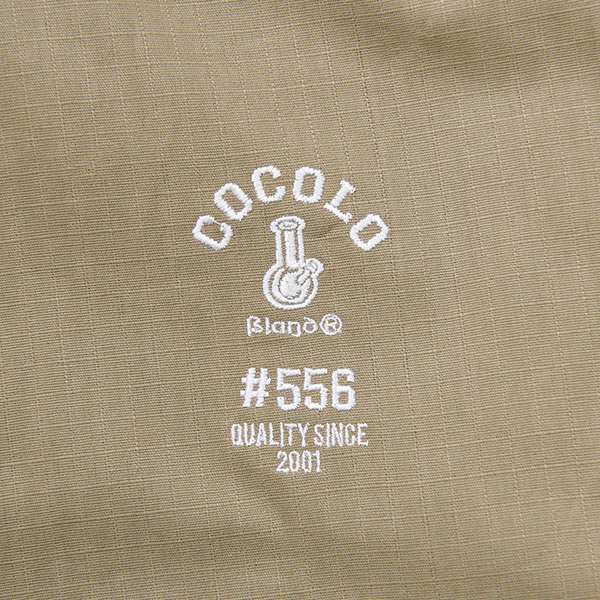 COCOLO
Bland®
#556
QUALITY SINCE
2001